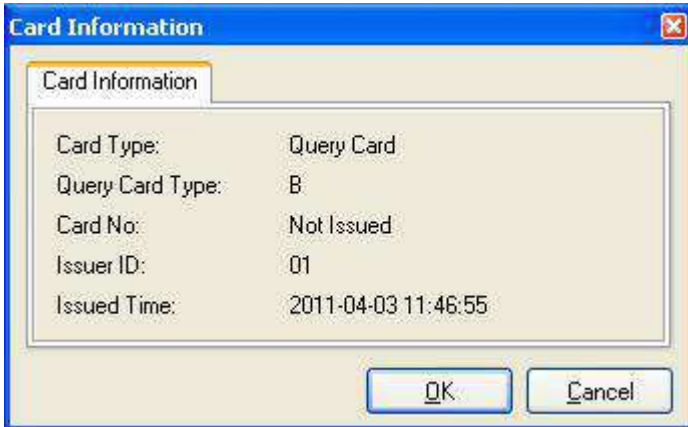 Card Information
Card Information
Card Type: Query Card
Query Card Type: B
Card No: Not Issued
Issuer ID: 01
Issued Time: 2011-04-03 11:46:55
OK Cancel